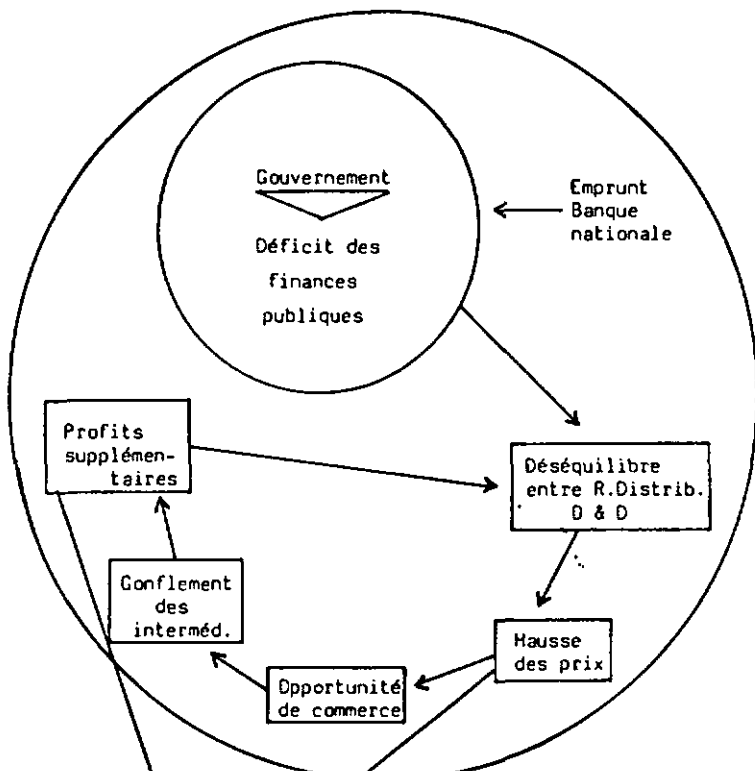 Gouvernement
Déficit des
finances
publiques
Emprunt
Banque
nationale
Profits
supplémen-
taires
Déséquilibre
entre R.Distrib.
D & D
Gonflement
des
interméd.
Hausse
des prix
Opportunité
de commerce